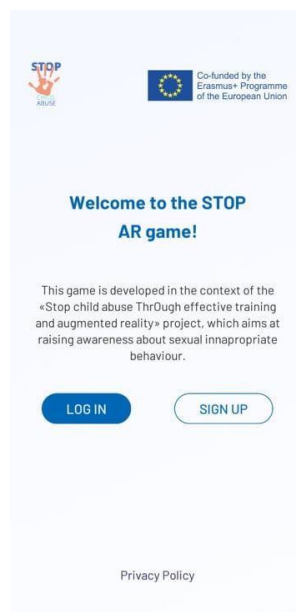 STOP
CHILD
ABUSE
Co-funded by the
Erasmus+ Programme
of the European Union
Welcome to the STOP
AR game!
This game is developed in the context of the
«Stop child abuse ThrOugh effective training
and augmented reality» project, which aims at
raising awareness about sexual innapropriate
behaviour.
LOG IN
SIGN UP
Privacy Policy